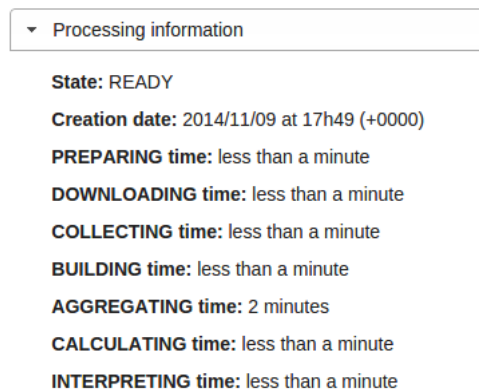 Processing information
State: READY
Creation date: 2014/11/09 at 17h49 (+0000)
PREPARING time: less than a minute
DOWNLOADING time: less than a minute
COLLECTING time: less than a minute
BUILDING time: less than a minute
AGGREGATING time: 2 minutes
CALCULATING time: less than a minute
INTERPRETING time: less than a minute